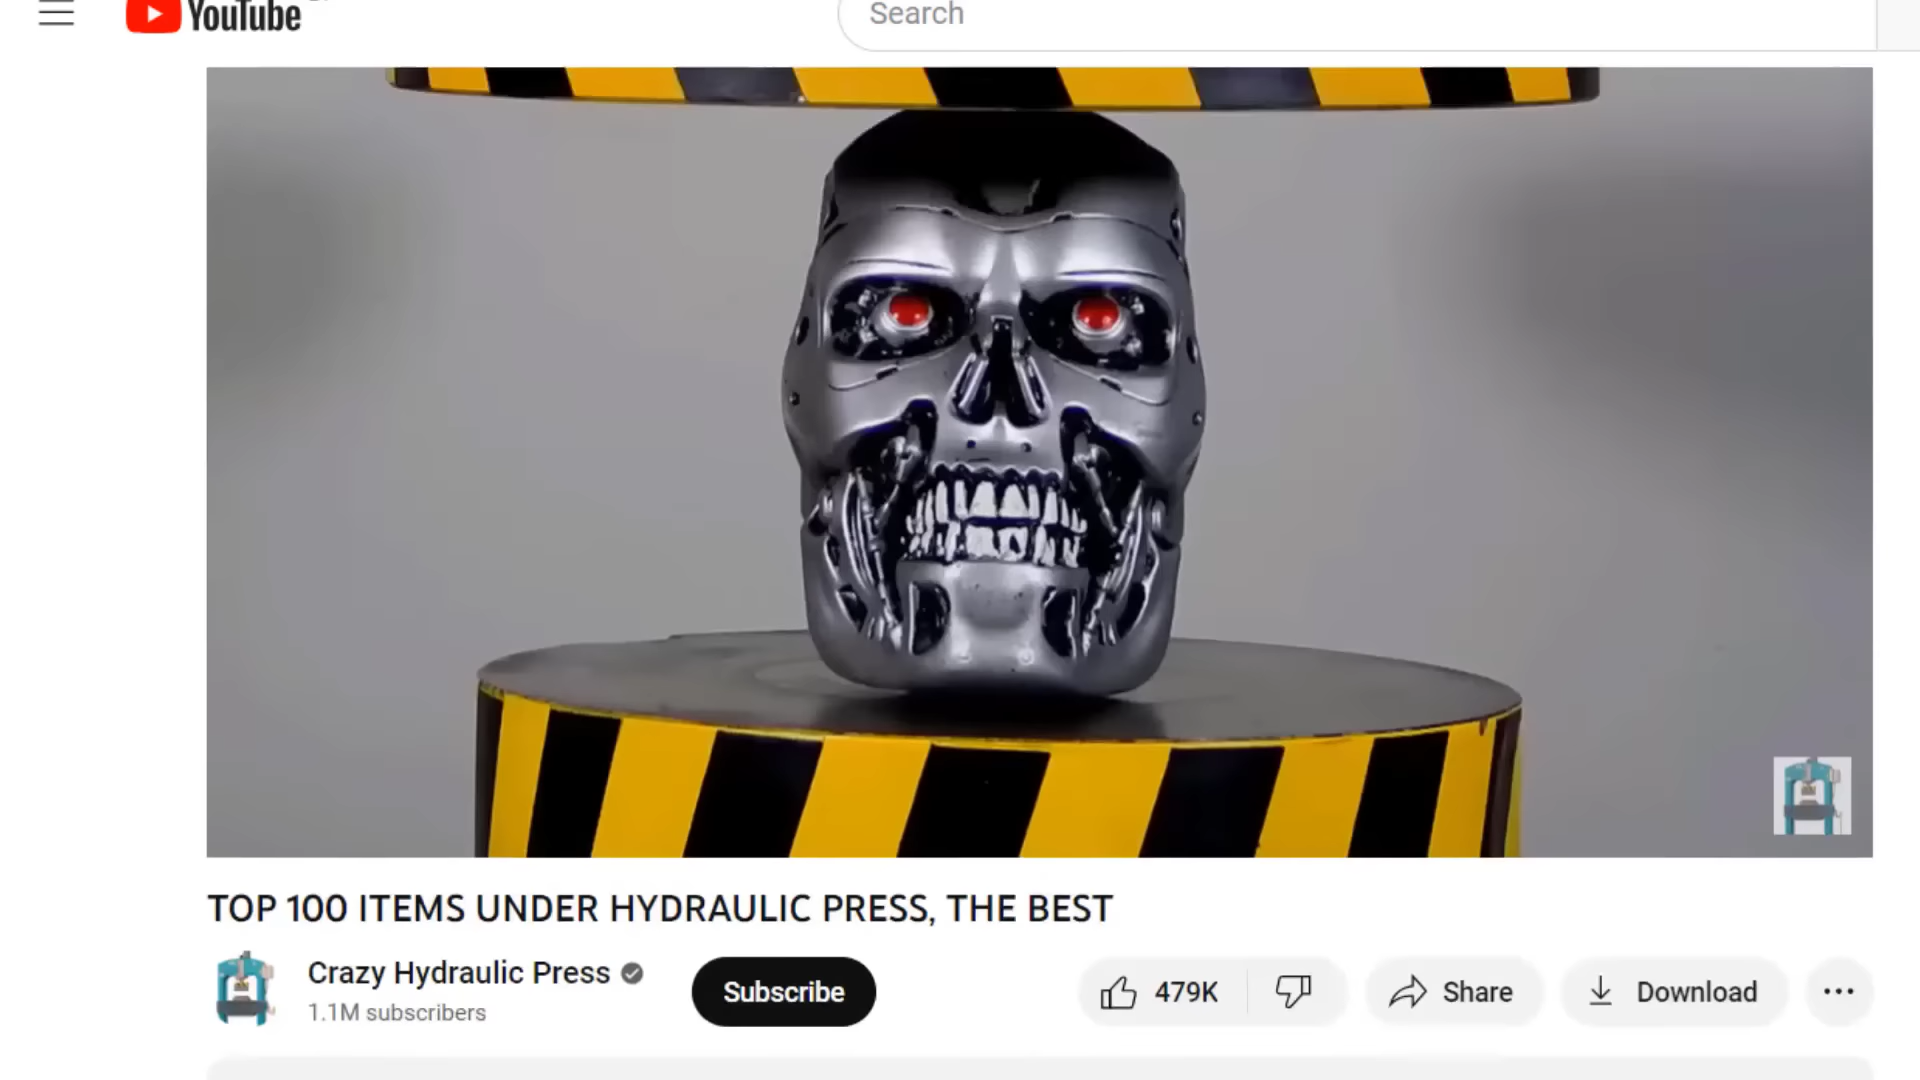 YouTube
Search
TOP 100 ITEMS UNDER HYDRAULIC PRESS, THE BEST
Crazy Hydraulic Press
1.1M subscribers
Subscribe
479K
Share
Download